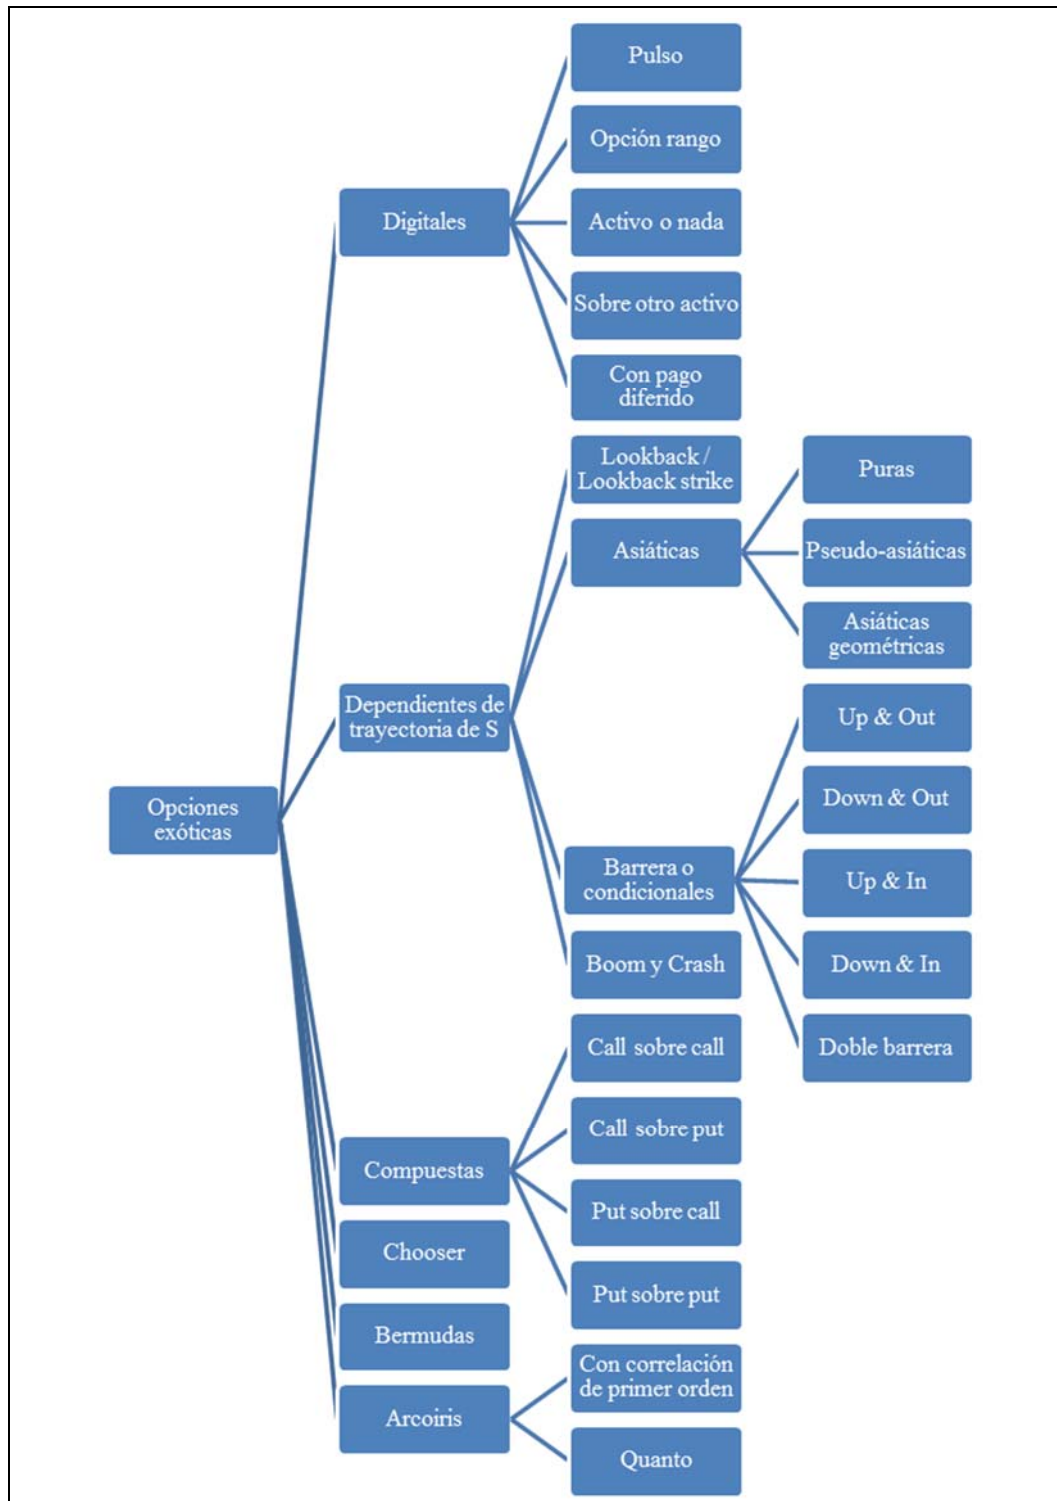 Opciones
exóticas
Digitales
Pulso
Opción rango
Activo o nada
Sobre otro activo
Con pago
diferido
Dependientes de
trayectoria de S
Lookback /
Lookback strike
Asiáticas
Puras
Pseudo-asiáticas
Asiáticas
geométricas
Barrera o
condicionales
Up & Out
Down & Out
Up & In
Down & In
Doble barrera
Boom y Crash
Compuestas
Call sobre call
Call sobre put
Put sobre call
Put sobre put
Chooser
Bermudas
Arcoiris
Con correlación
de primer orden
Quanto